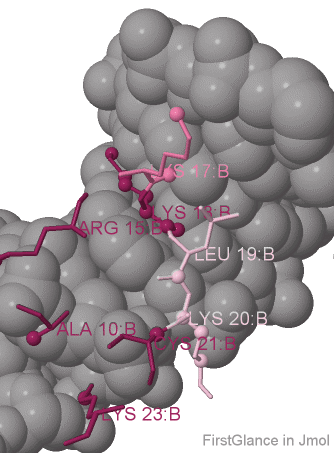 LYS 17:B
LYS 13:B
ARG 15:B
LEU 19:B
LYS 20:B
ALA 10:B
LYS 21:B
LYS 23:B
FirstGlance in Jmol